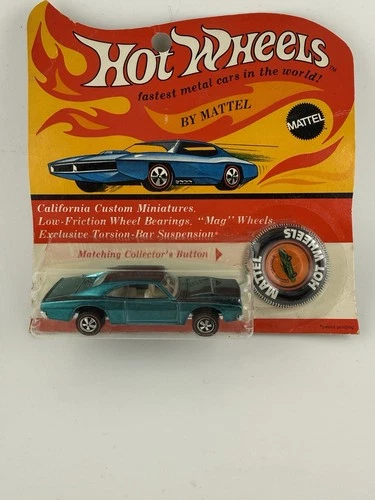 Hot Wheels
fastest metal cars in the world!
BY MATTEL
MATTEL
California Custom Miniatures.
Low-Friction Wheel Bearings. "Mag" Wheels.
Exclusive Torsion-Bar Suspension*
Matching Collector's Button
MATTEL
HOT WHEELS